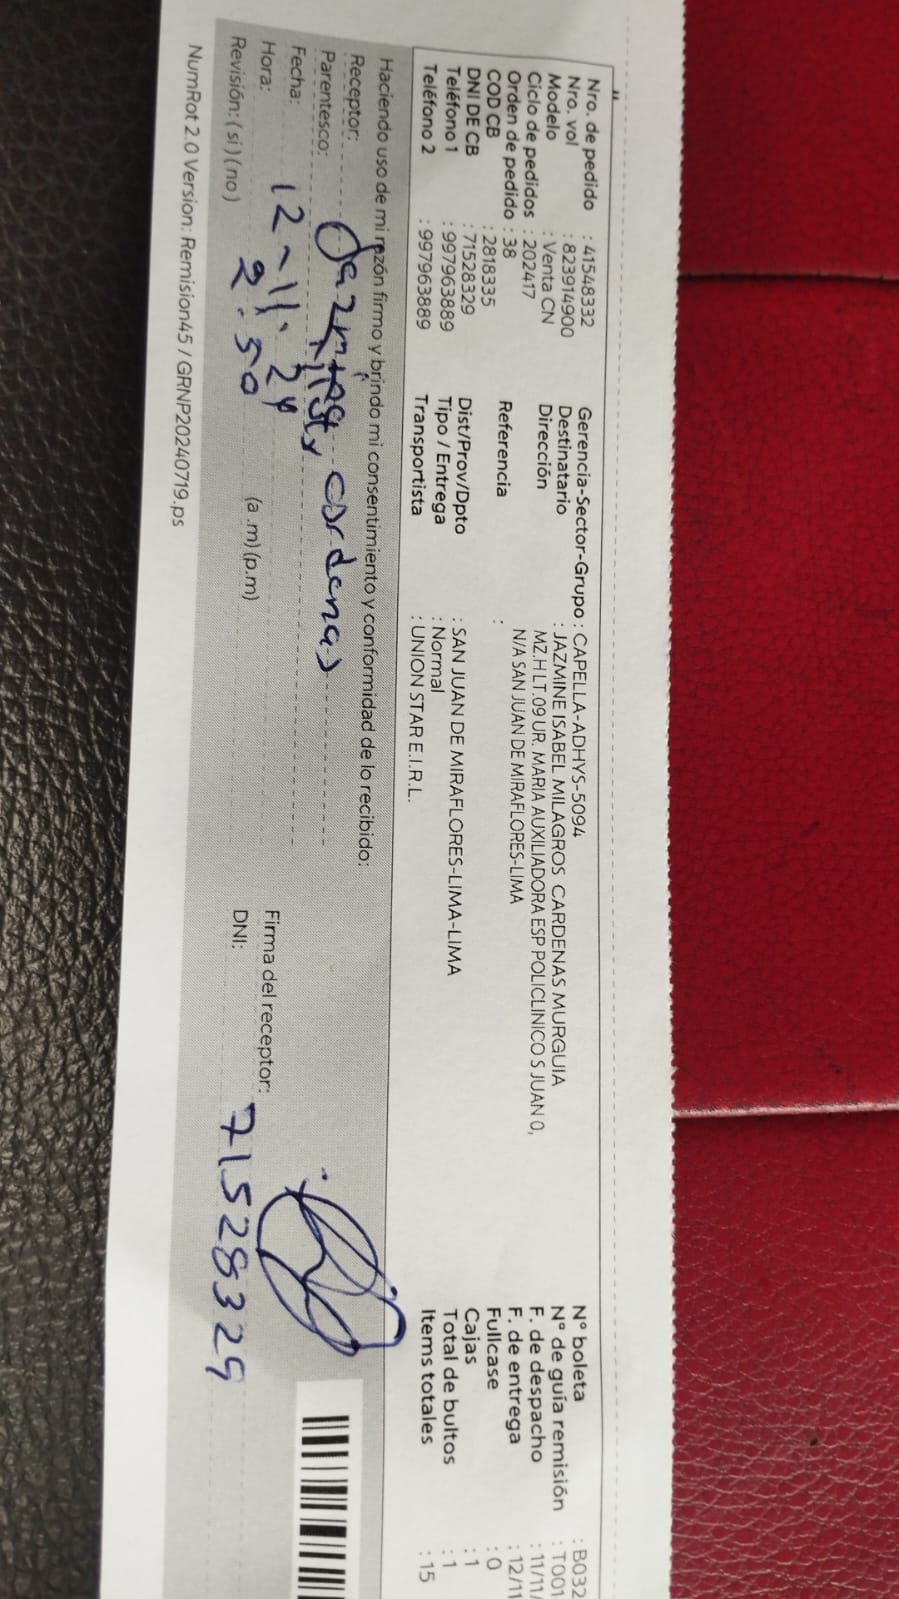 Nro. de pedido : 41548332
Nro. vol : 823914900
Modelo : Venta CN
Ciclo de pedidos : 202417
Orden de pedido : 38
COD CB : 2818335
DNI DE CB : 71528329
Teléfono 1 : 997963889
Teléfono 2 : 997963889
Gerencia-Sector-Grupo : CAPELLA-ADHYS-5094
Destinatario : JAZMINE ISABEL MILAGROS CARDENAS MURGUIA
Dirección MZ.H LT.09 UR. MARIA AUXILIADORA ESP POLICLINICO S JUAN 0,
N/A SAN JUAN DE MIRAFLORES-LIMA
Referencia :
Dist/Prov/Dpto : SAN JUAN DE MIRAFLORES-LIMA-LIMA
Tipo / Entrega : Normal
Transportista : UNION STAR E.I.R.L.
N° boleta : B032
N° de guía remisión : T001
F. de despacho : 11/11/
F. de entrega : 12/11
Fullcase : 0
Cajas : 1
Total de bultos : 1
Items totales : 15
Haciendo uso de mi razón firmo y brindo mi consentimiento y conformidad de lo recibido:
Receptor: cardenas
Parentesco:
Fecha: 12-11-24
Hora: 2:50 (a.m) (p.m)
Revisión: (si) (no)
Firma del receptor:
DNI: 71528329
NumRot 2.0 Version: Remision45 / GRNP20240719.ps